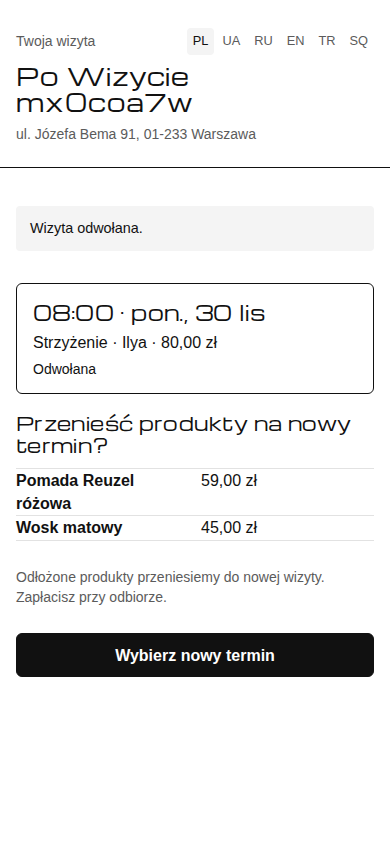 Twoja wizyta PL UA RU EN TR SQ
Po Wizycie
mx0coa7w
ul. Józefa Bema 91, 01-233 Warszawa
Wizyta odwołana.
08:00 · pon., 30 lis
Strzyżenie · Ilya · 80,00 zł
Odwołana
Przenieść produkty na nowy
termin?
Pomada Reuzel 59,00 zł
różowa
Wosk matowy 45,00 zł
Odłożone produkty przeniesiemy do nowej wizyty.
Zapłacisz przy odbiorze.
Wybierz nowy termin